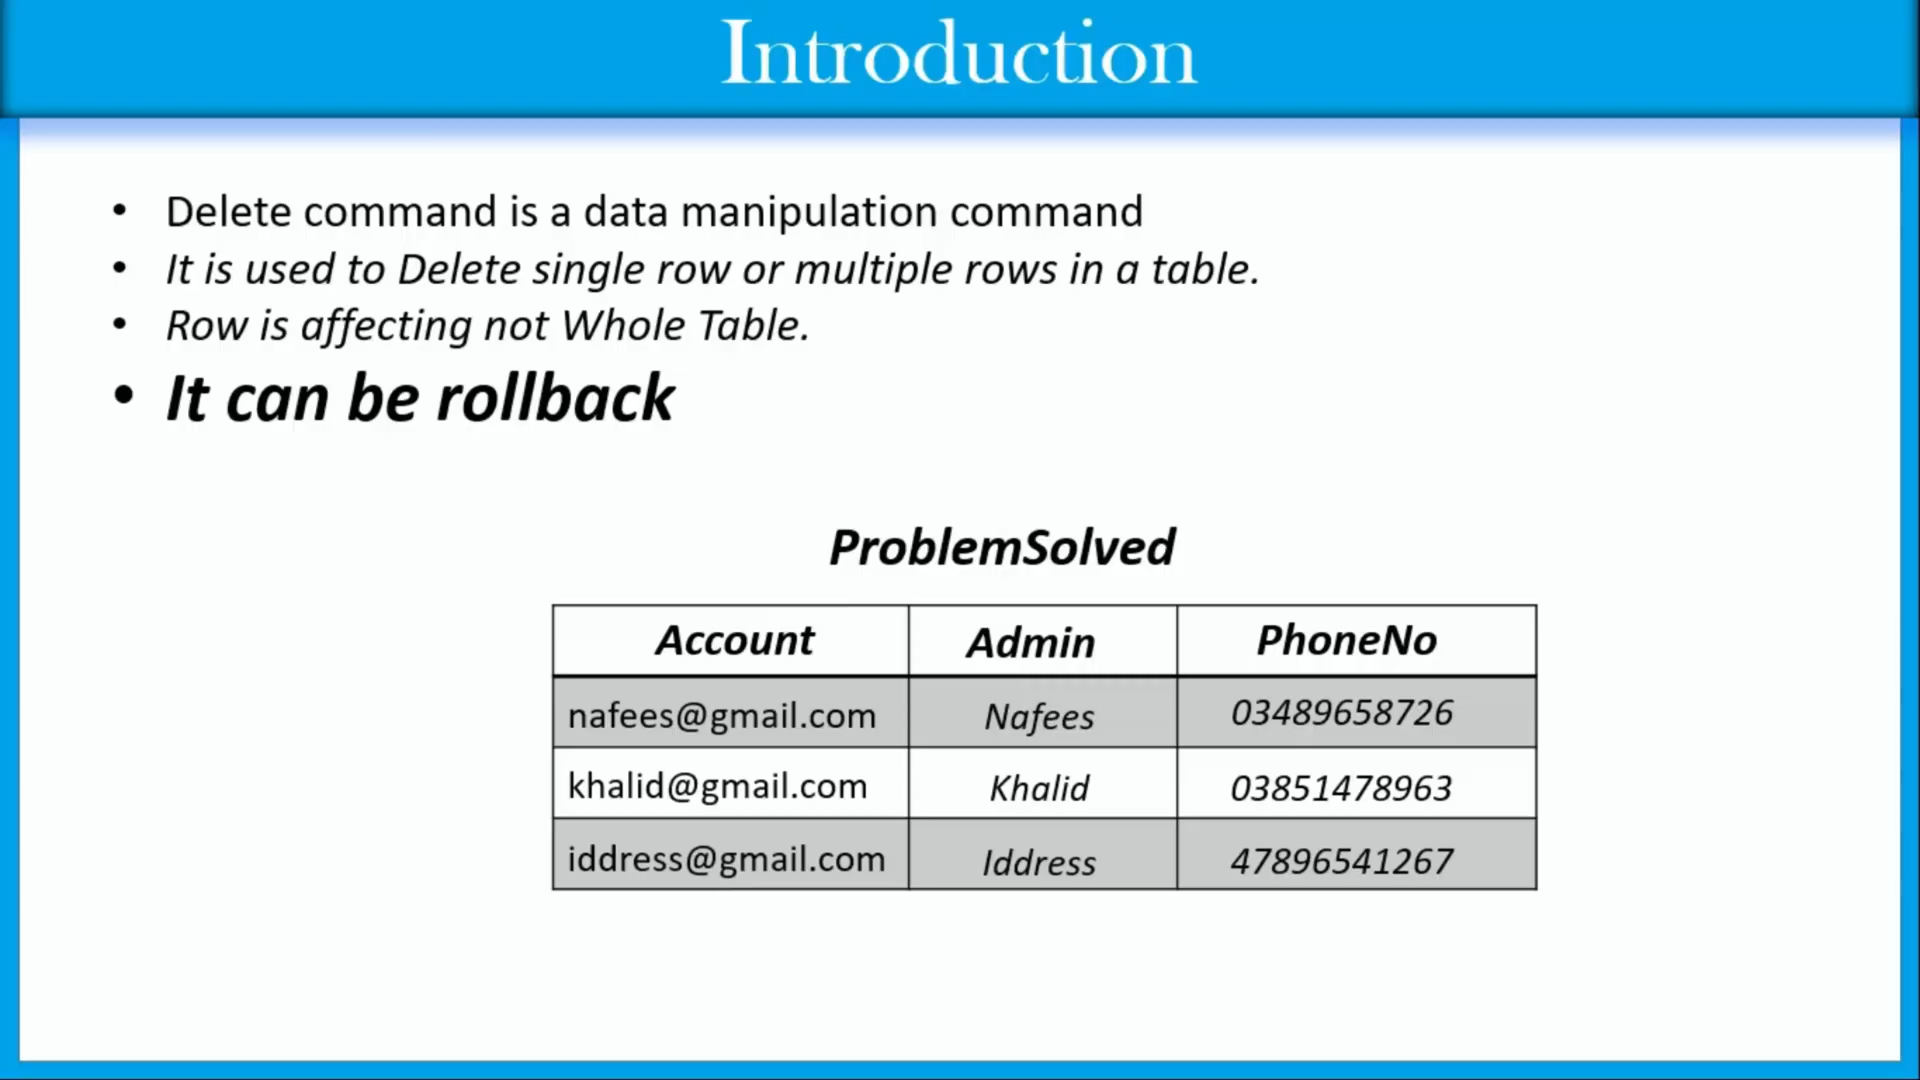 Introduction
• Delete command is a data manipulation command
• It is used to Delete single row or multiple rows in a table.
• Row is affecting not Whole Table.
• It can be rollback
ProblemSolved
Account Admin PhoneNo
nafees@gmail.com Nafees 03489658726
khalid@gmail.com Khalid 03851478963
iddress@gmail.com Iddress 47896541267